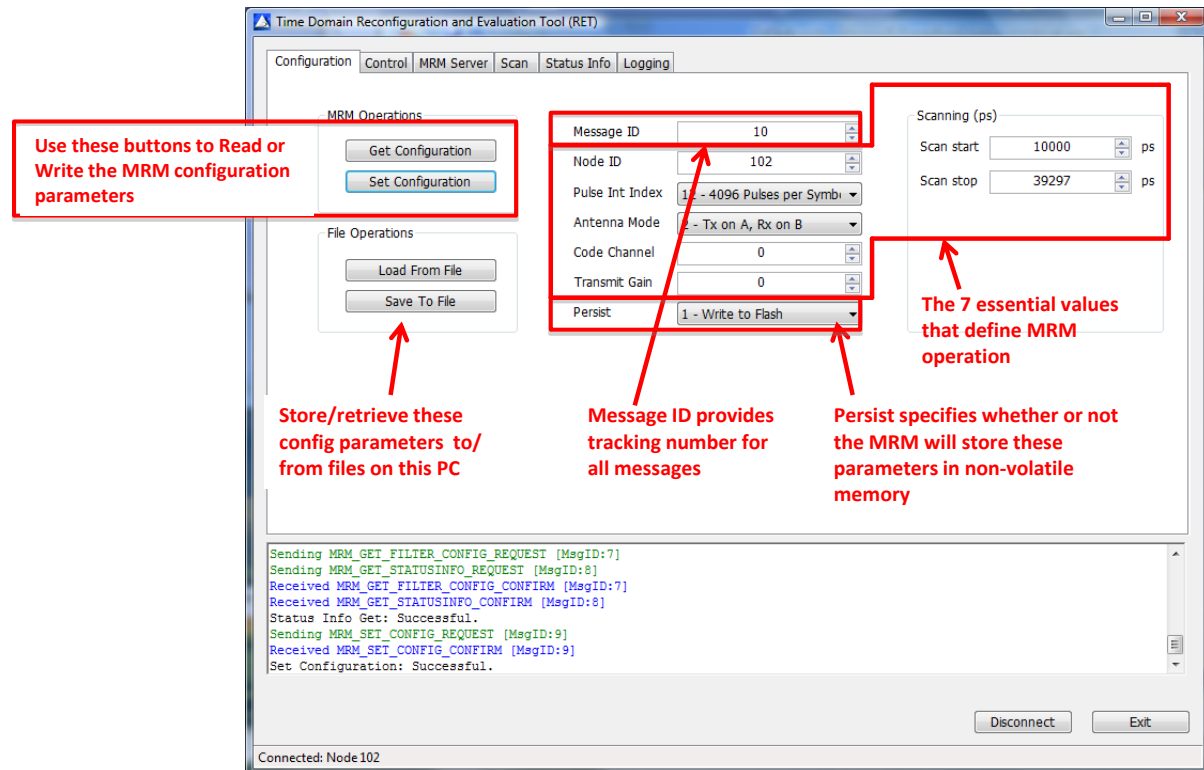 Time Domain Reconfiguration and Evaluation Tool (RET)
Configuration Control MRM Server Scan Status Info Logging
MRM Operations
Get Configuration
Set Configuration
Use these buttons to Read or
Write the MRM configuration
parameters
File Operations
Load From File
Save To File
Message ID 10
Node ID 102
Pulse Int Index 12 - 4096 Pulses per Symb
Antenna Mode 2 - Tx on A, Rx on B
Code Channel 0
Transmit Gain 0
Persist 1 - Write to Flash
Scanning (ps)
Scan start 10000 ps
Scan stop 39297 ps
The 7 essential values
that define MRM
operation
Store/retrieve these
config parameters to/
from files on this PC
Message ID provides
tracking number for
all messages
Persist specifies whether or not
the MRM will store these
parameters in non-volatile
memory
Sending MRM_GET_FILTER_CONFIG_REQUEST [MsgID:7]
Sending MRM_GET_STATUSINFO_REQUEST [MsgID:8]
Received MRM_GET_FILTER_CONFIG_CONFIRM [MsgID:7]
Received MRM_GET_STATUSINFO_CONFIRM [MsgID:8]
Status Info Get: Successful.
Sending MRM_SET_CONFIG_REQUEST [MsgID:9]
Received MRM_SET_CONFIG_CONFIRM [MsgID:9]
Set Configuration: Successful.
Disconnect Exit
Connected: Node 102